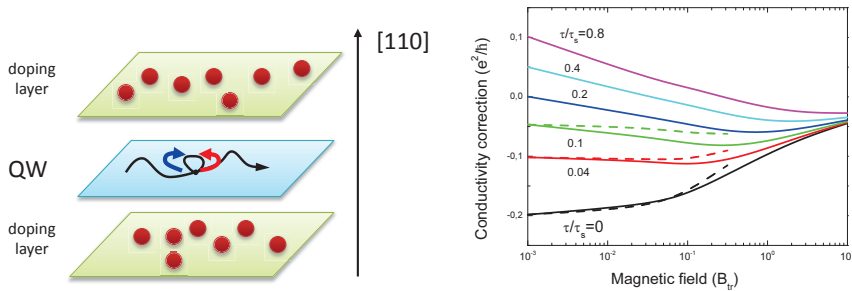 doping
layer
[110]
QW
doping
layer
Conductivity correction (e²/ħ)
0,1
0,0
-0,1
-0,2
τ/τₛ=0.8
0.4
0.2
0.1
0.04
τ/τₛ=0
10⁻³
10⁻²
10⁻¹
10⁰
10
Magnetic field (Bₜᵣ)